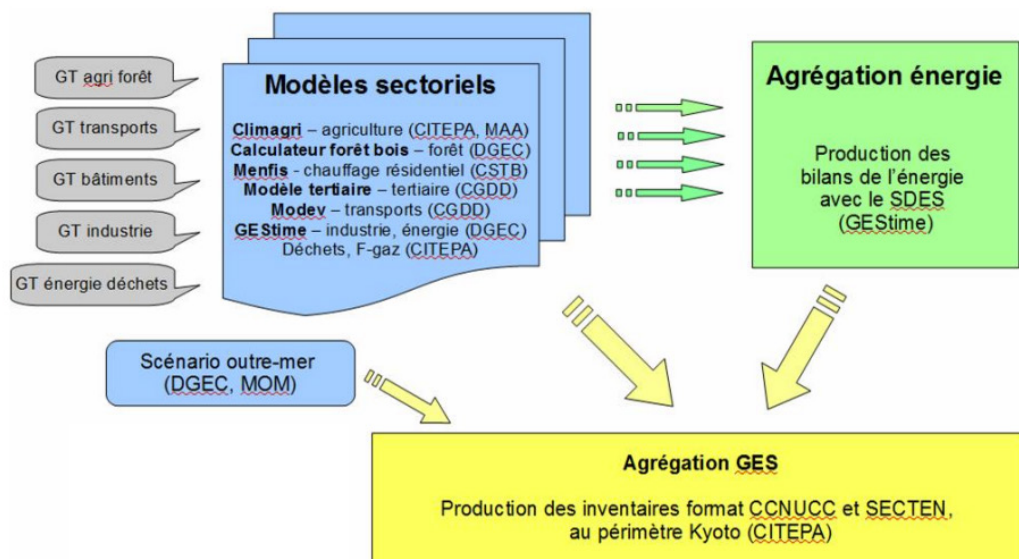 GT agri forêt
GT transports
GT bâtiments
GT industrie
GT énergie déchets
Modèles sectoriels
Climagri – agriculture (CITEPA, MAA)
Calculateur forêt bois – forêt (DGEC)
Menfis - chauffage résidentiel (CSTB)
Modèle tertiaire – tertiaire (CGDD)
Modev – transports (CGDD)
GEStime – industrie, énergie (DGEC)
Déchets, F-gaz (CITEPA)
Agrégation énergie
Production des
bilans de l'énergie
avec le SDES
(GEStime)
Scénario outre-mer
(DGEC, MOM)
Agrégation GES
Production des inventaires format CCNUCC et SECTEN,
au périmètre Kyoto (CITEPA)